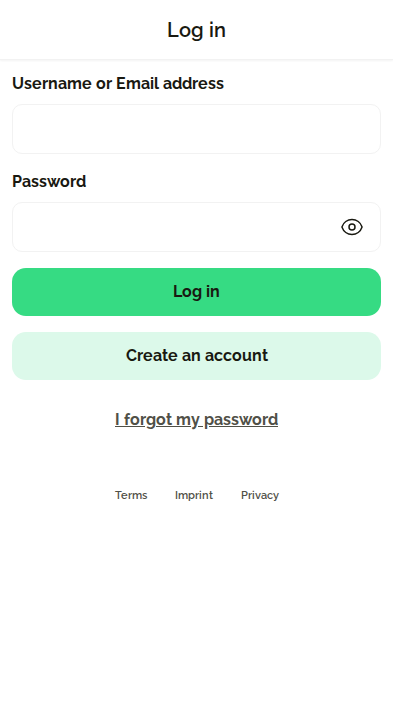 Log in
Username or Email address
Password
Log in
Create an account
I forgot my password
Terms Imprint Privacy